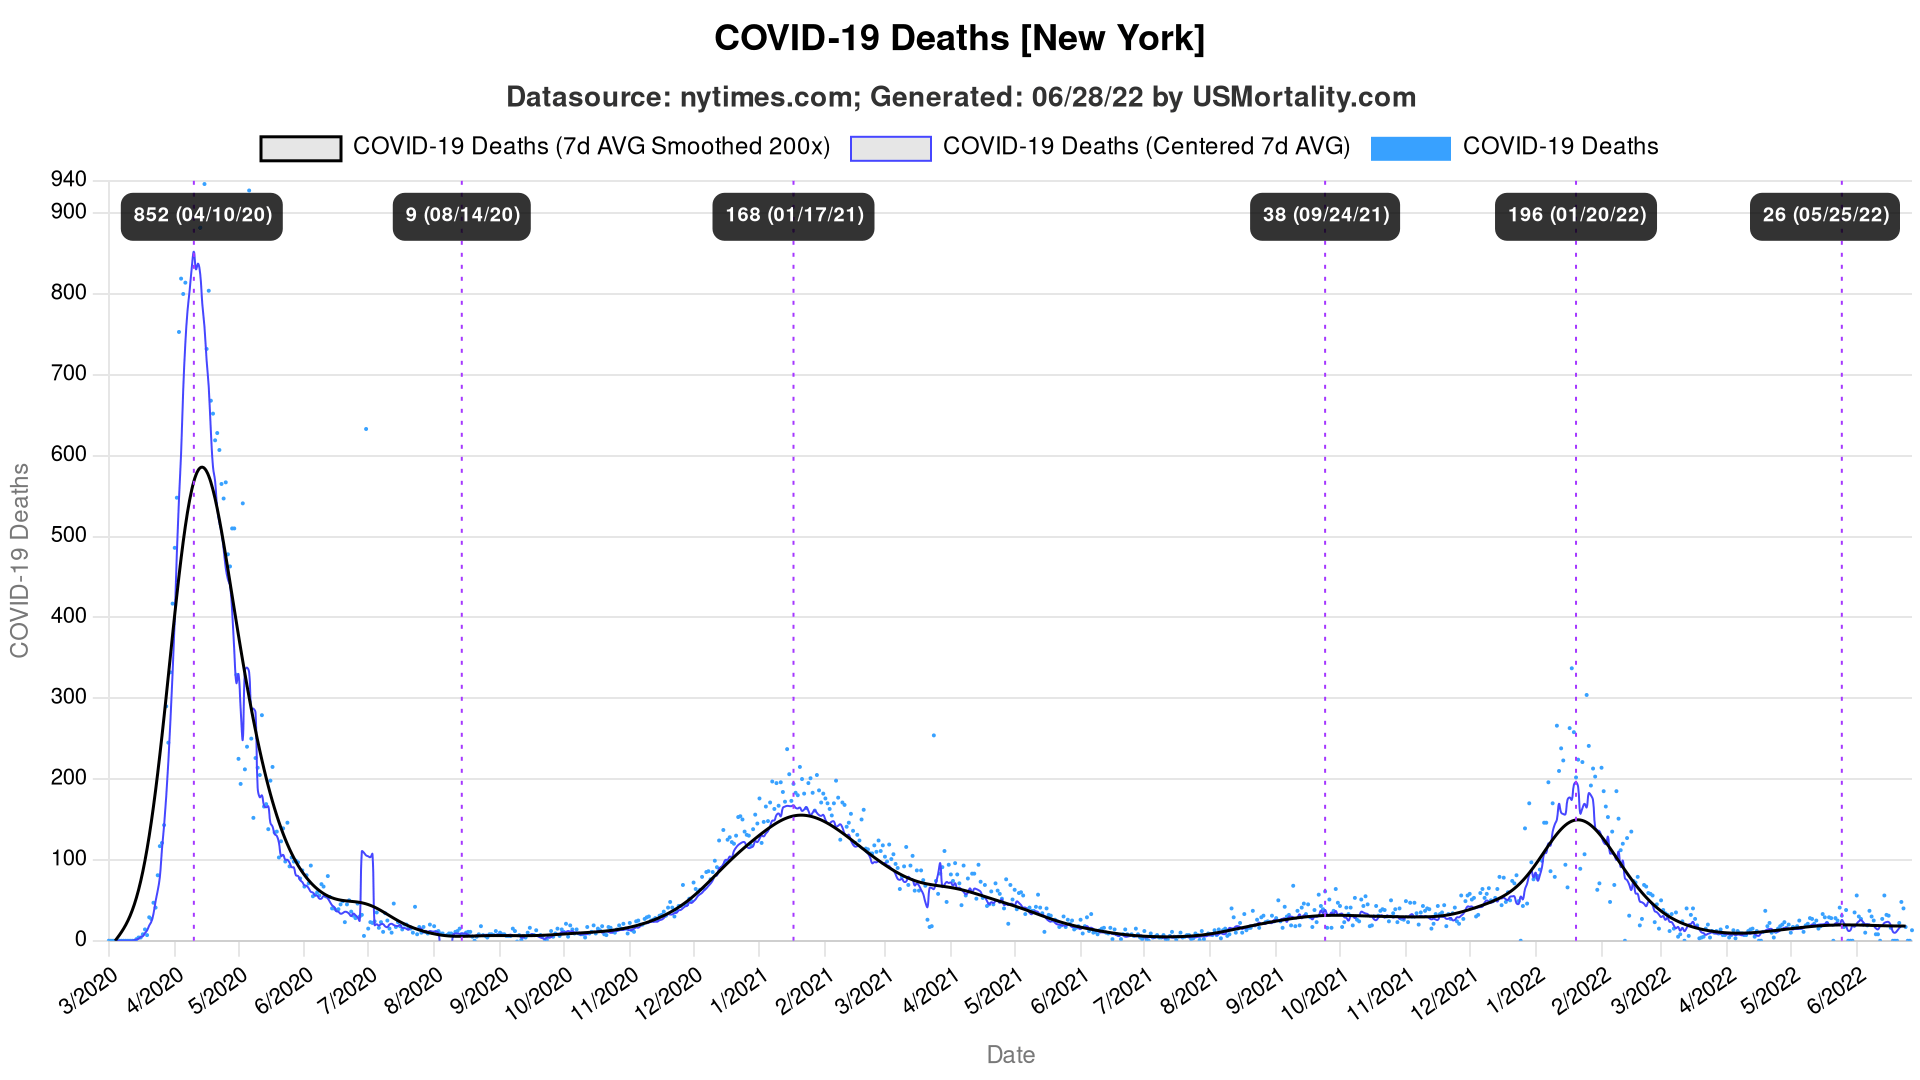 COVID-19 Deaths [New York]
Datasource: nytimes.com; Generated: 06/28/22 by USMortality.com
COVID-19 Deaths (7d AVG Smoothed 200x) COVID-19 Deaths (Centered 7d AVG) COVID-19 Deaths
940
900
852 (04/10/20) 9 (08/14/20) 168 (01/17/21) 38 (09/24/21) 196 (01/20/22) 26 (05/25/22)
800
700
600
500
400
300
200
100
0
COVID-19 Deaths
3/2020 4/2020 5/2020 6/2020 7/2020 8/2020 9/2020 10/2020 11/2020 12/2020 1/2021 2/2021 3/2021 4/2021 5/2021 6/2021 7/2021 8/2021 9/2021 10/2021 11/2021 12/2021 1/2022 2/2022 3/2022 4/2022 5/2022 6/2022
Date